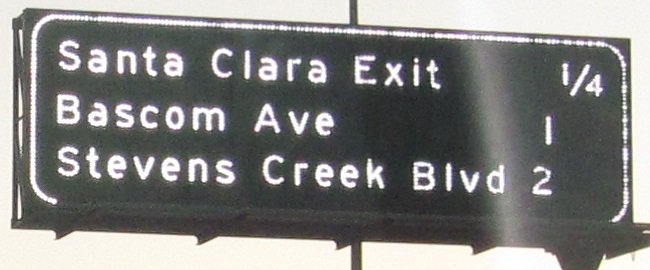 Santa Clara Exit 1/4
Bascom Ave 1
Stevens Creek Blvd 2